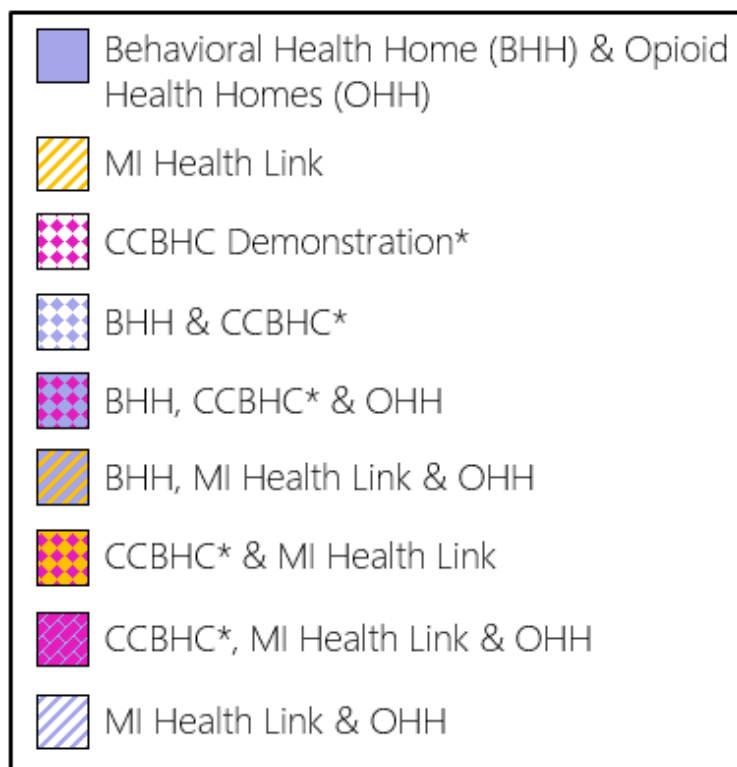 Behavioral Health Home (BHH) & Opioid
Health Homes (OHH)
MI Health Link
CCBHC Demonstration*
BHH & CCBHC*
BHH, CCBHC* & OHH
BHH, MI Health Link & OHH
CCBHC* & MI Health Link
CCBHC*, MI Health Link & OHH
MI Health Link & OHH